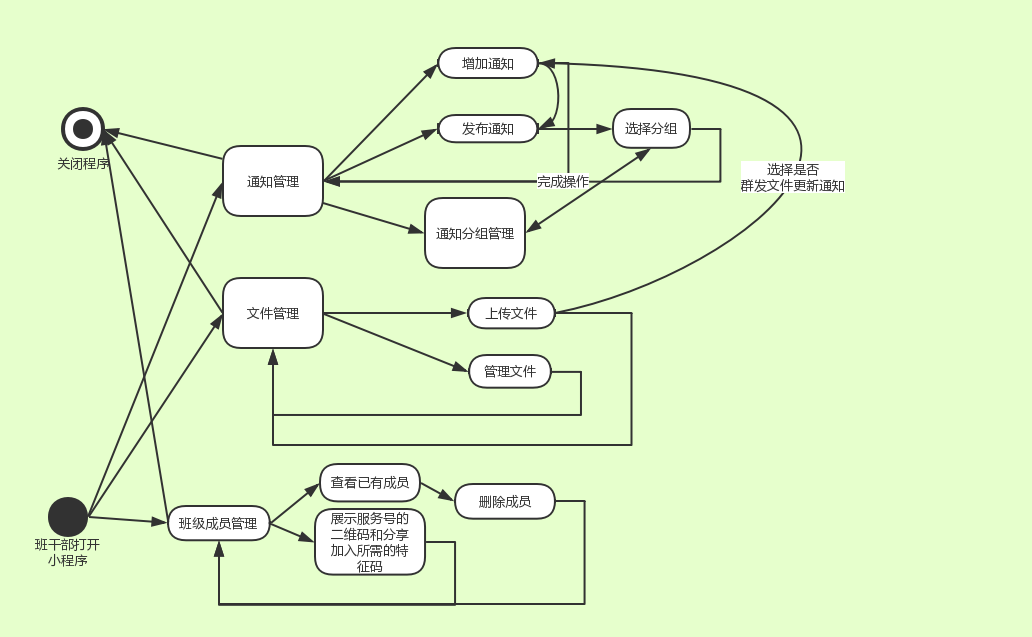 增加通知
发布通知
选择分组
关闭程序
通知管理
完成操作
选择是否
群发文件更新通知
通知分组管理
文件管理
上传文件
管理文件
查看已有成员
删除成员
班级成员管理
展示服务号的
二维码和分享
加入所需的特
征码
班干部打开
小程序